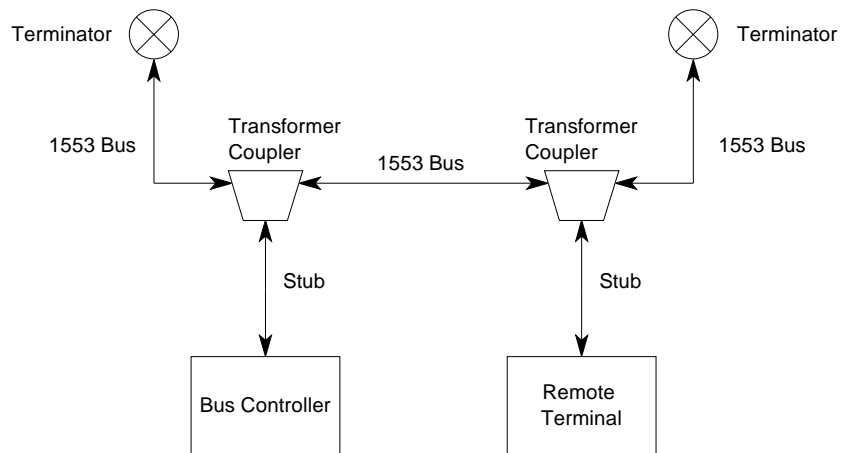 Terminator
Terminator
Transformer
Coupler
Transformer
Coupler
1553 Bus
1553 Bus
1553 Bus
Stub
Stub
Bus Controller
Remote
Terminal